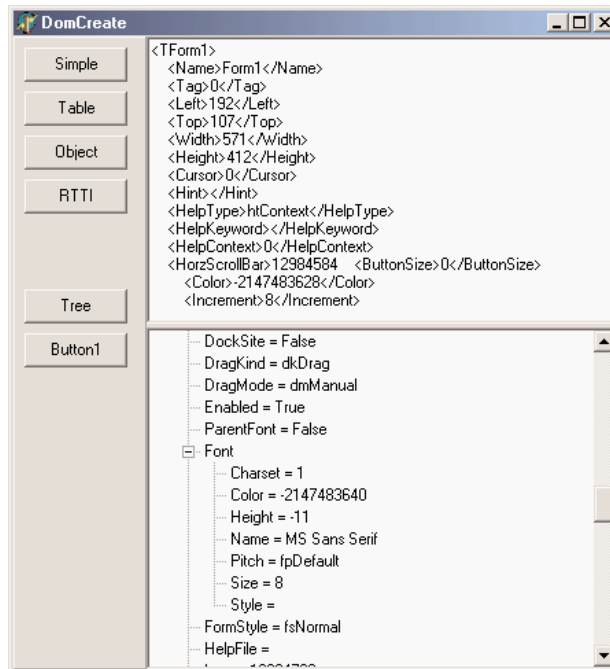 DomCreate
Simple
Table
Object
RTTI
Tree
Button1
<TForm1>
<Name>Form1</Name>
<Tag>0</Tag>
<Left>192</Left>
<Top>107</Top>
<Width>571</Width>
<Height>412</Height>
<Cursor>0</Cursor>
<Hint></Hint>
<HelpType>htContext</HelpType>
<HelpKeyword></HelpKeyword>
<HelpContext>0</HelpContext>
<HorzScrollBar>12984584 <ButtonSize>0</ButtonSize>
<Color>-2147483628</Color>
<Increment>8</Increment>
DockSite = False
DragKind = dkDrag
DragMode = dmManual
Enabled = True
ParentFont = False
Font
Charset = 1
Color = -2147483640
Height = -11
Name = MS Sans Serif
Pitch = fpDefault
Size = 8
Style =
FormStyle = fsNormal
HelpFile =